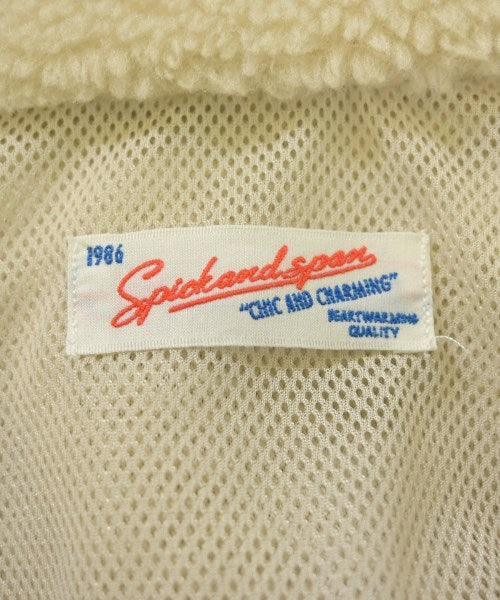 1986
Spick and span
"CHIC AND CHARMING"
HEARTWARMING
QUALITY